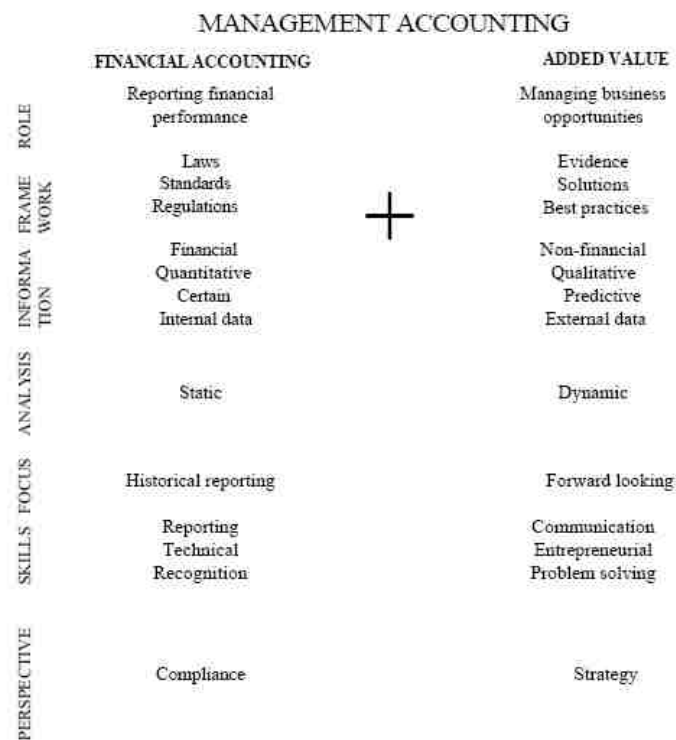 MANAGEMENT ACCOUNTING
FINANCIAL ACCOUNTING
ADDED VALUE
ROLE
Reporting financial
performance
Managing business
opportunities
FRAME
WORK
Laws
Standards
Regulations
+
Evidence
Solutions
Best practices
INFORMA
TION
Financial
Quantitative
Certain
Internal data
Non-financial
Qualitative
Predictive
External data
ANALYSIS
Static
Dynamic
FOCUS
Historical reporting
Forward looking
SKILLS
Reporting
Technical
Recognition
Communication
Entrepreneurial
Problem solving
PERSPECTIVE
Compliance
Strategy